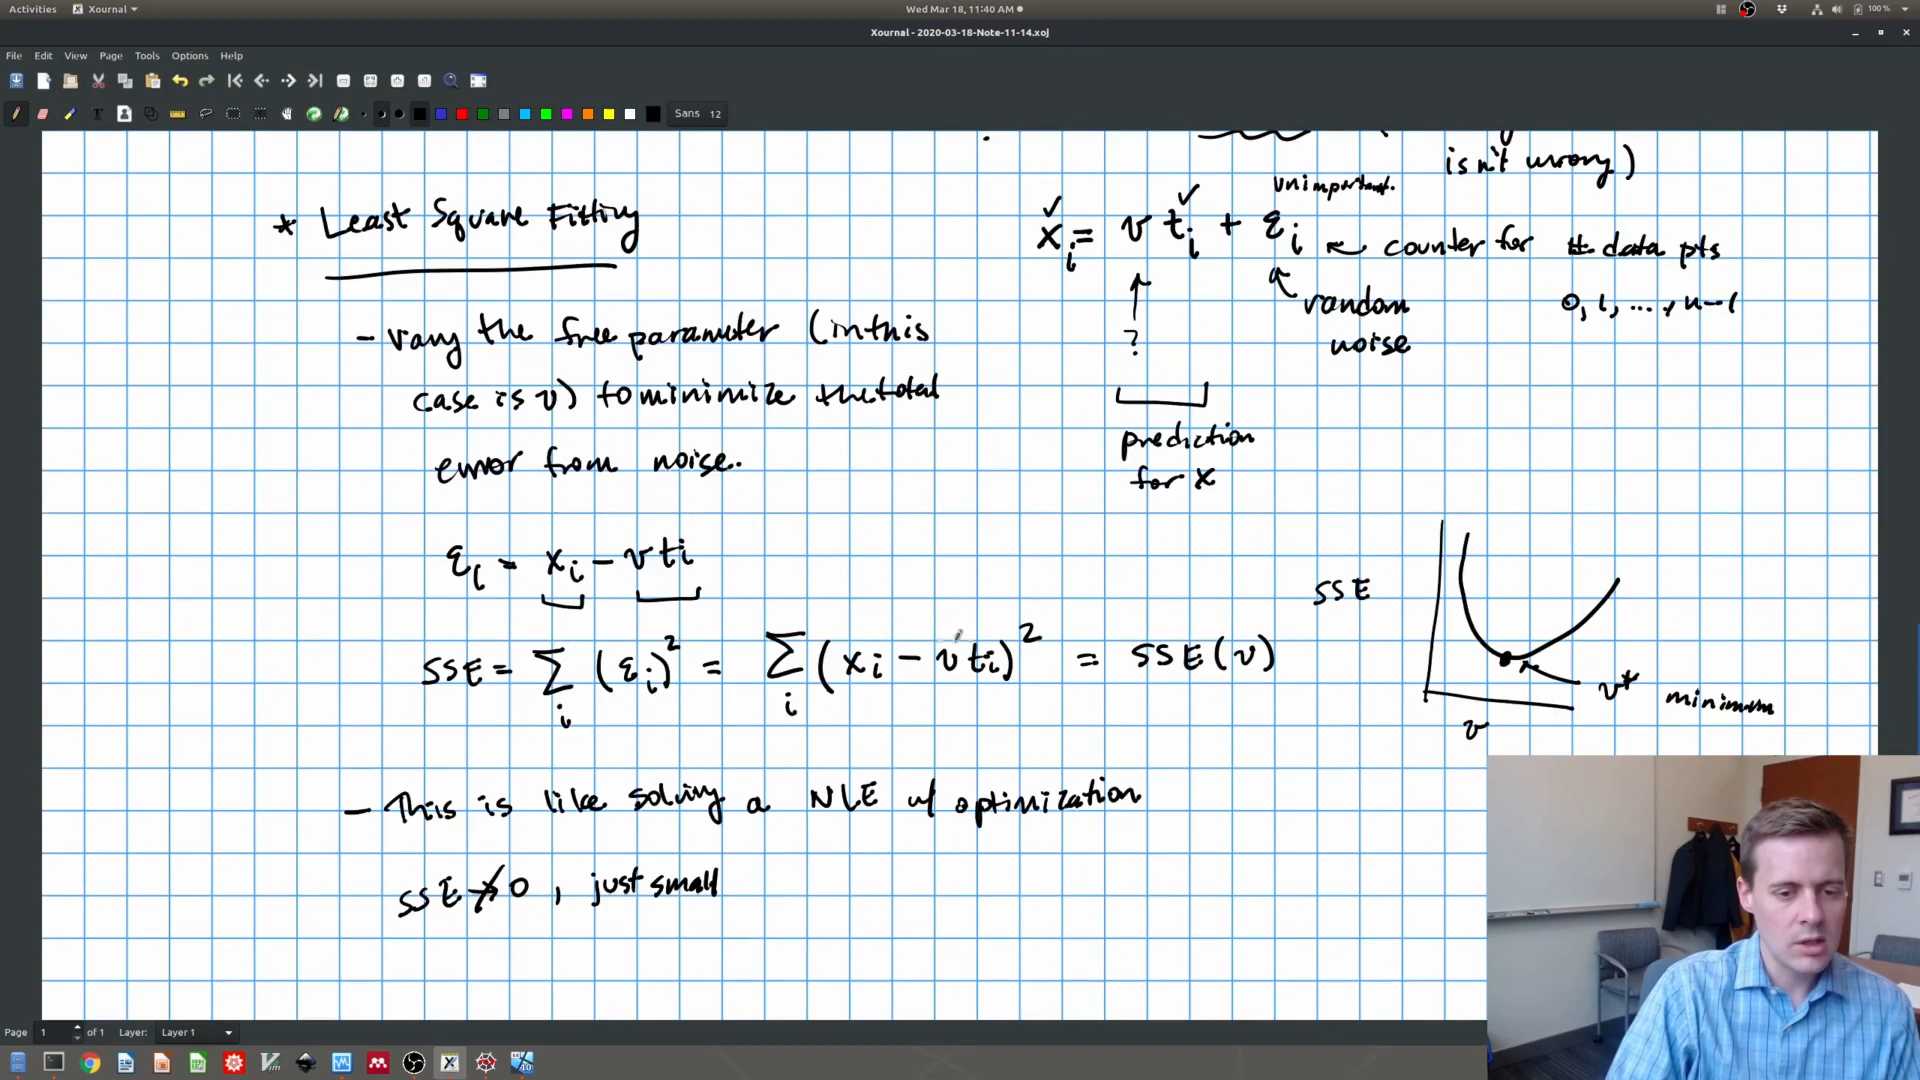 Activities
Xournal
Wed Mar 18, 11:40 AM
100 %
Xournal - 2020-03-18-Note-11-14.xoj
File Edit View Page Tools Options Help
Sans 12
isn't wrong)
* Least Square Fitting
unimportant.
xᵢ = v tᵢ + εᵢ ← counter for # data pts
0, 1, ..., n-1
random
noise
?
prediction
for x
- vary the free parameter (in this
case is v) to minimize the total
error from noise.
εᵢ = xᵢ - v tᵢ
SSE = Σᵢ (εᵢ)² = Σᵢ (xᵢ - v tᵢ)² = SSE(v)
SSE
v
v* minimum
- This is like solving a NLE w/ optimization
SSE ↛ 0, just small
Page 1 of 1 Layer: Layer 1